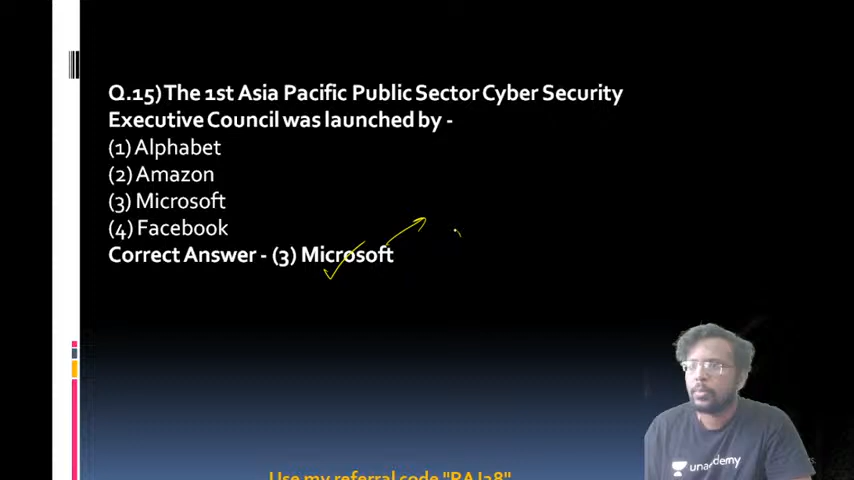 Q.15) The 1st Asia Pacific Public Sector Cyber Security
Executive Council was launched by -
(1) Alphabet
(2) Amazon
(3) Microsoft
(4) Facebook
Correct Answer - (3) Microsoft
unacademy
Use my referral code "RAJ28"